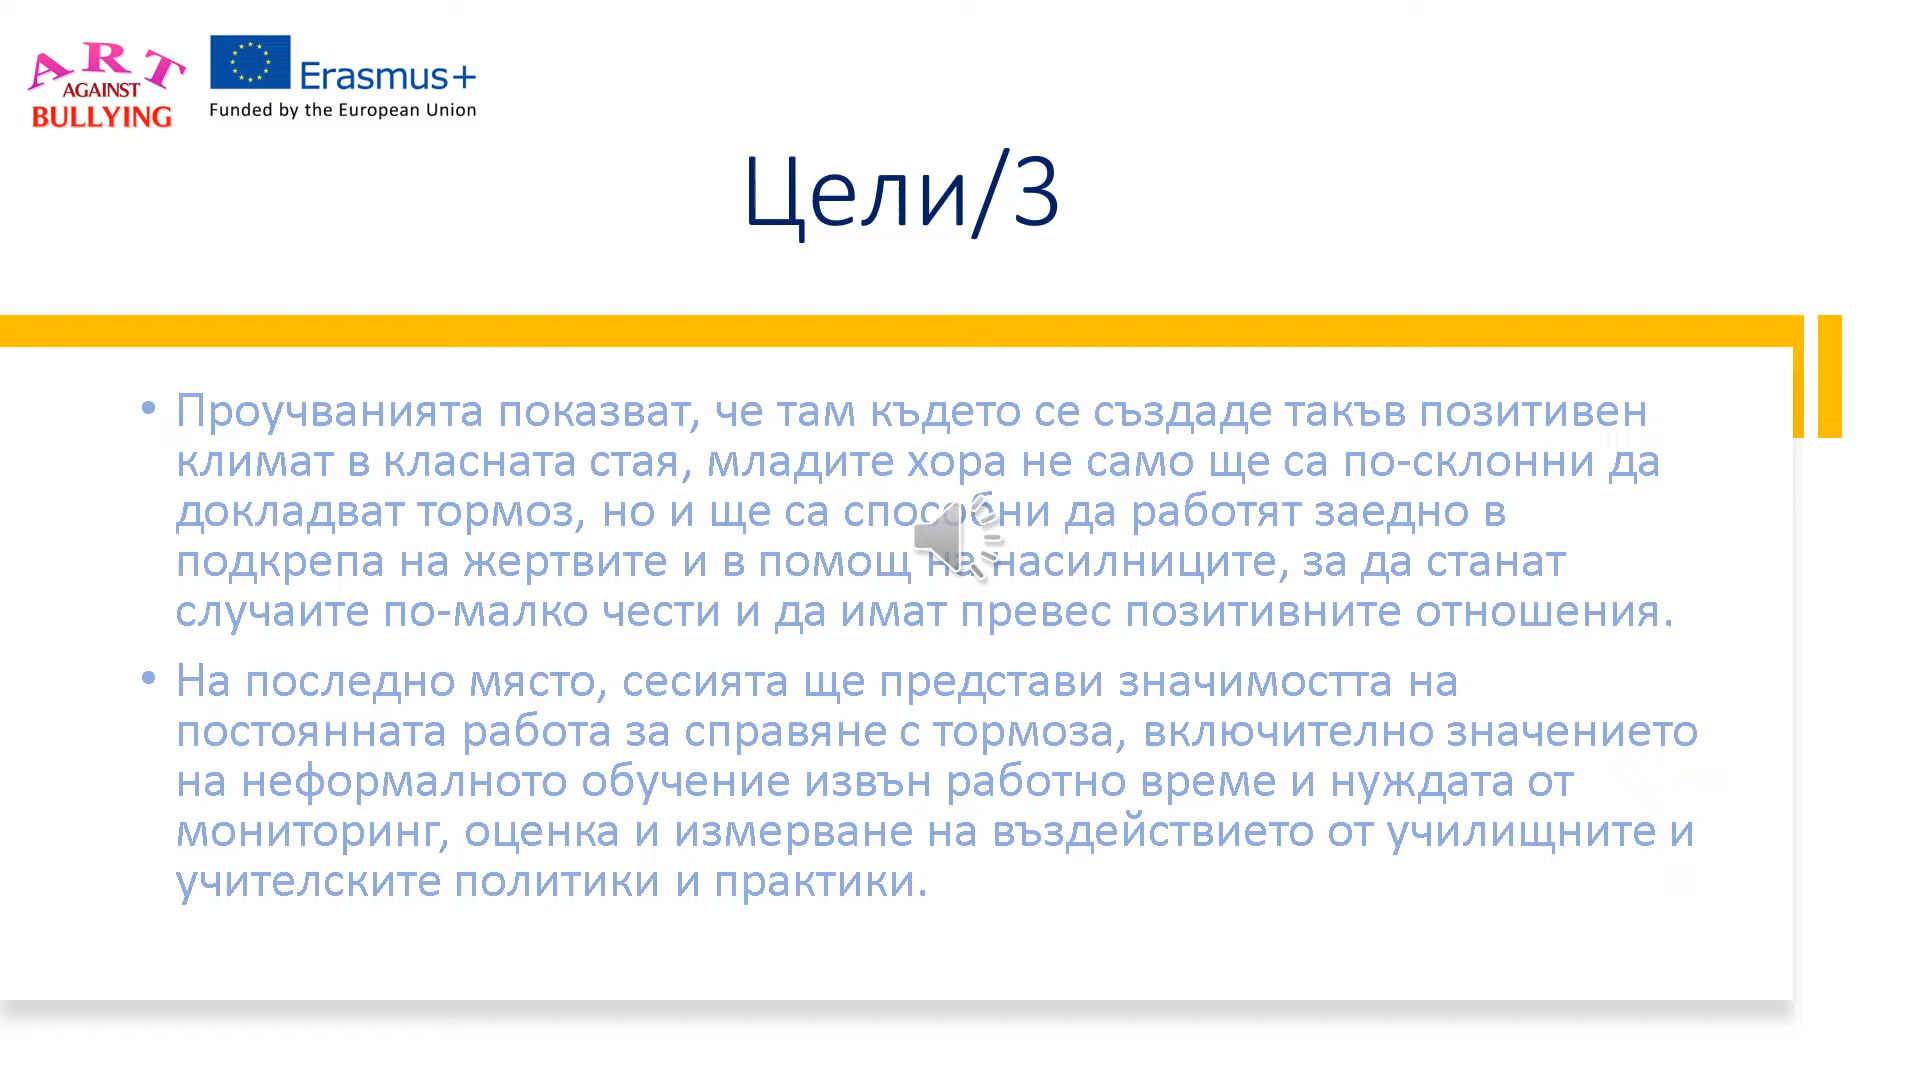 ART
AGAINST
BULLYING
Erasmus+
Funded by the European Union
Цели/3
• Проучванията показват, че там където се създаде такъв позитивен
климат в класната стая, младите хора не само ще са по-склонни да
докладват тормоз, но и ще са способни да работят заедно в
подкрепа на жертвите и в помощ на насилниците, за да станат
случаите по-малко чести и да имат превес позитивните отношения.
• На последно място, сесията ще представи значимостта на
постоянната работа за справяне с тормоза, включително значението
на неформалното обучение извън работно време и нуждата от
мониторинг, оценка и измерване на въздействието от училищните и
учителските политики и практики.